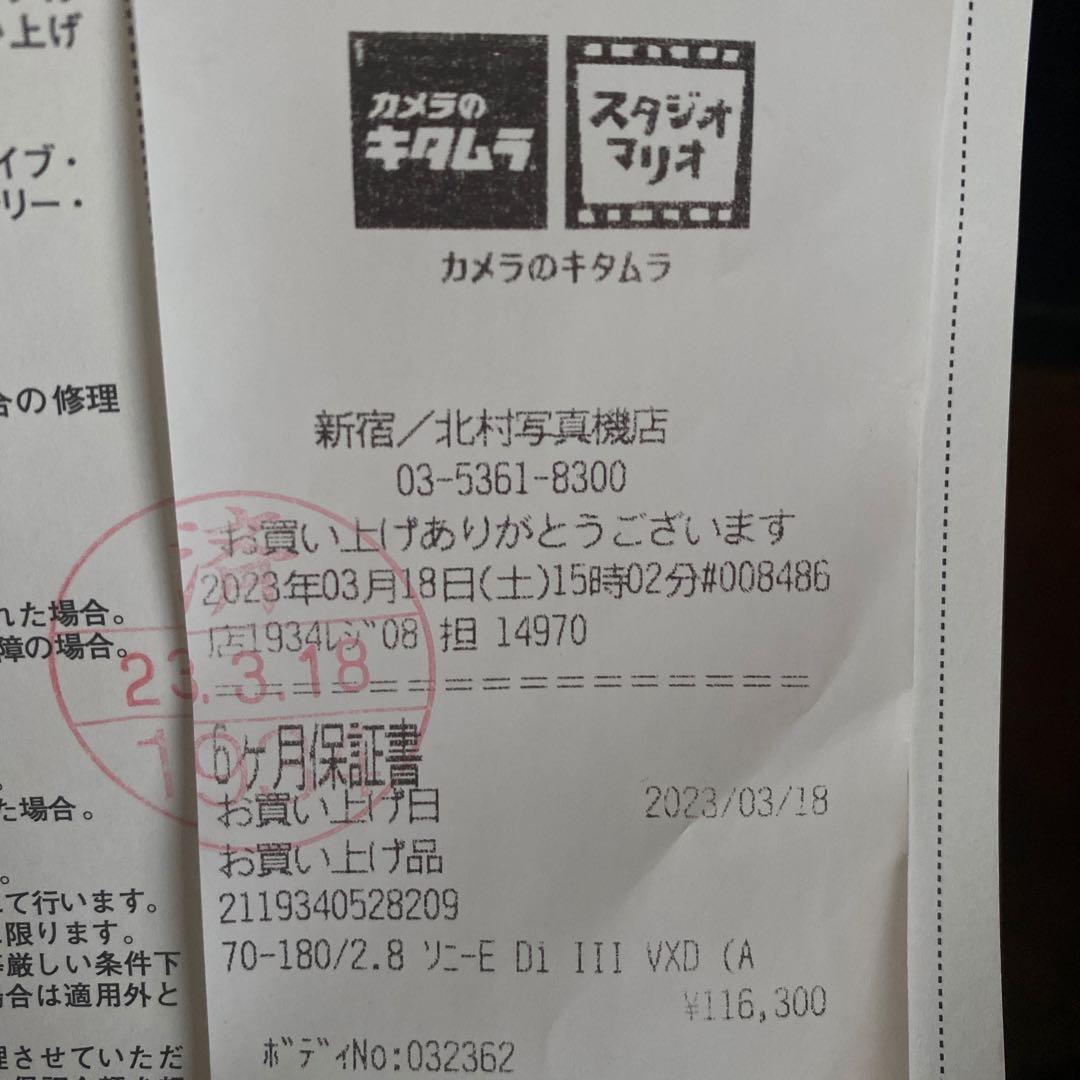 カメラの
キタムラ
スタジオ
マリオ
カメラのキタムラ
新宿／北村写真機店
03-5361-8300
お買い上げありがとうございます
2023年03月18日(土)15時02分#008486
店1934ﾚｼﾞ08 担 14970
====================
6ヶ月保証書
お買い上げ日 2023/03/18
お買い上げ品
2119340528209
70-180/2.8 ｿﾆｰE Di III VXD (A
¥116,300
ﾎﾞﾃﾞｨNo:032362
済
23.3.18
上げ
イブ・
リー・
の修理
れた場合。
障の場合。
た場合。
て行います。
限ります。
厳しい条件下
場合は適用外と
理させていただ